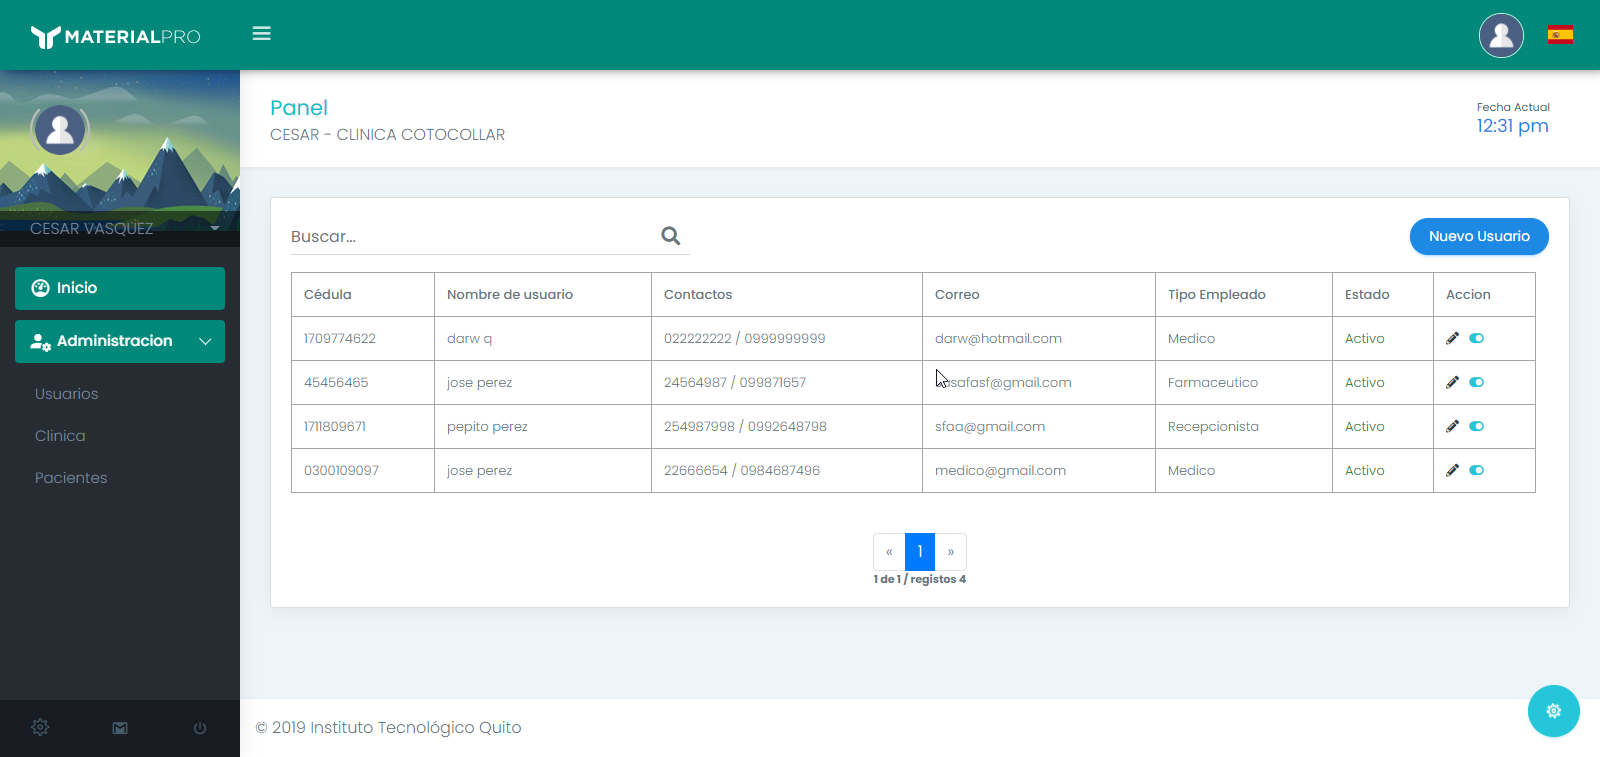 MATERIALPRO
Panel
CESAR - CLINICA COTOCOLLAR
Fecha Actual
12:31 pm
CESAR VASQUEZ
Inicio
Administracion
Usuarios
Clinica
Pacientes
Buscar...
Nuevo Usuario
Cédula Nombre de usuario Contactos Correo Tipo Empleado Estado Accion
1709774622 darw q 022222222 / 0999999999 darw@hotmail.com Medico Activo
45456465 jose perez 24564987 / 099871657 Farmaceutico Activo
1711809671 pepito perez 254987998 / 0992648798 sfaa@gmail.com Recepcionista Activo
0300109097 jose perez 22666654 / 0984687496 medico@gmail.com Medico Activo
« 1 »
1 de 1 / registos 4
© 2019 Instituto Tecnológico Quito